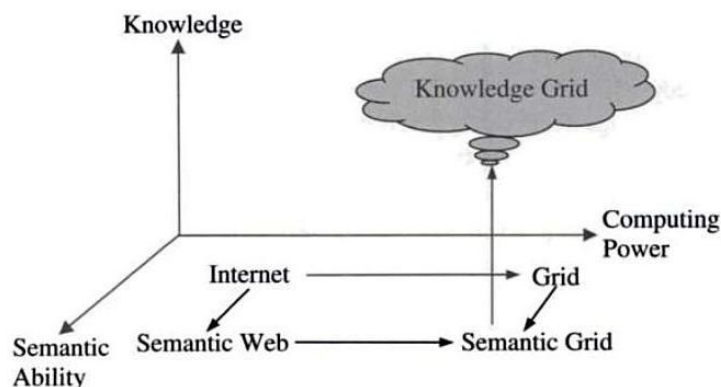 Knowledge
Knowledge Grid
Computing
Power
Internet
Grid
Semantic
Ability
Semantic Web
Semantic Grid